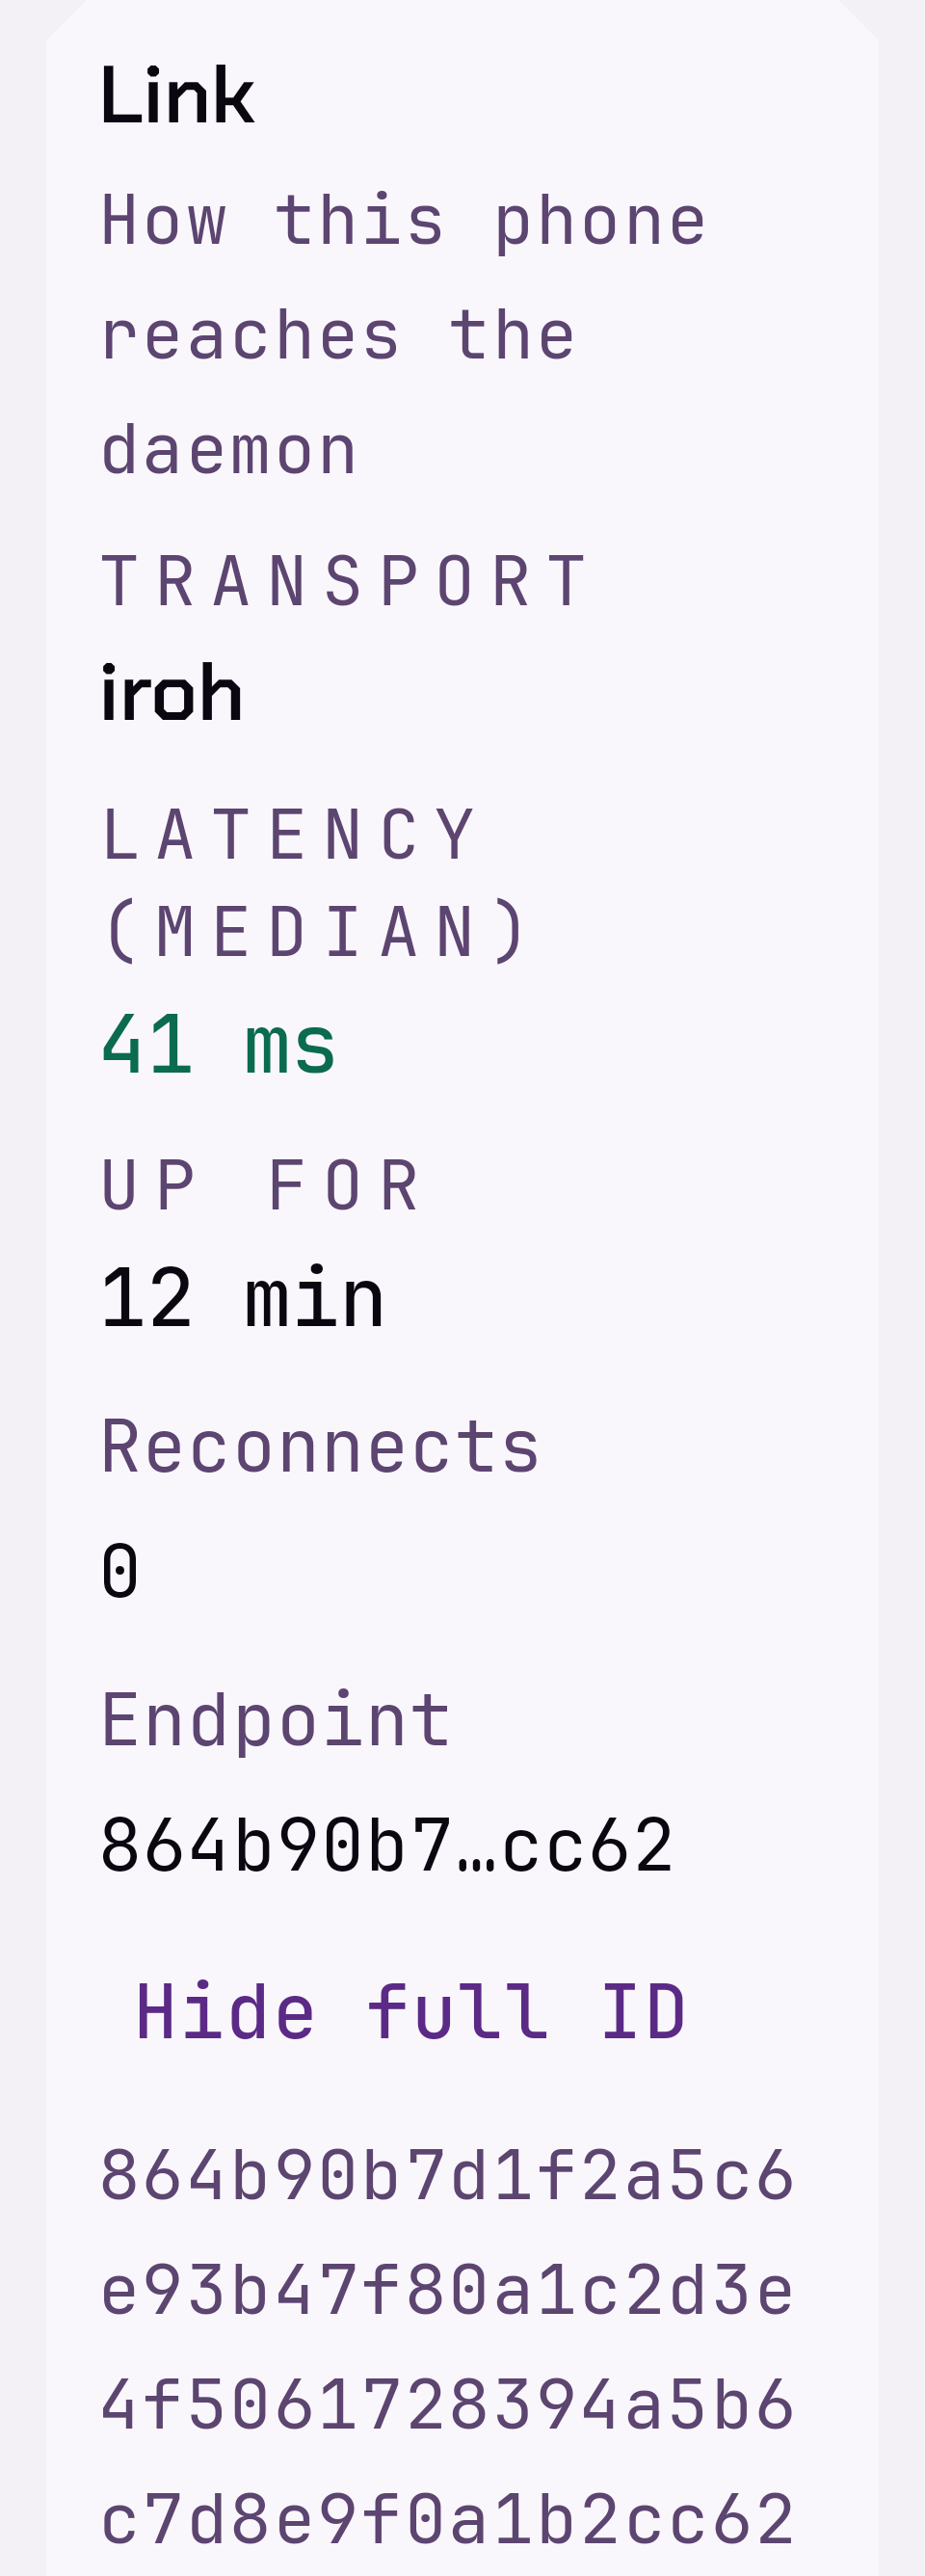 Link
How this phone
reaches the
daemon
TRANSPORT
iroh
LATENCY
(MEDIAN)
41 ms
UP FOR
12 min
Reconnects
0
Endpoint
864b90b7…cc62
Hide full ID
864b90b7d1f2a5c6
e93b47f80a1c2d3e
4f5061728394a5b6
c7d8e9f0a1b2cc62